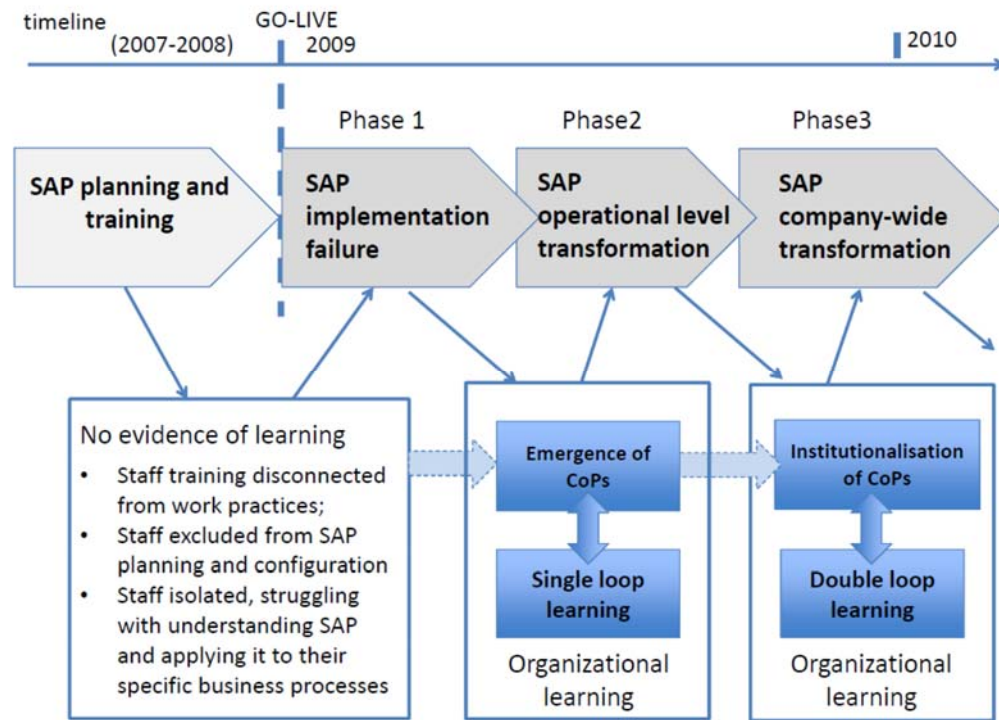 timeline
(2007-2008)
GO-LIVE
2009
2010
Phase 1
Phase2
Phase3
SAP planning and
training
SAP
implementation
failure
SAP
operational level
transformation
SAP
company-wide
transformation
No evidence of learning
• Staff training disconnected
from work practices;
• Staff excluded from SAP
planning and configuration
• Staff isolated, struggling
with understanding SAP
and applying it to their
specific business processes
Emergence of
CoPs
Single loop
learning
Organizational
learning
Institutionalisation
of CoPs
Double loop
learning
Organizational
learning